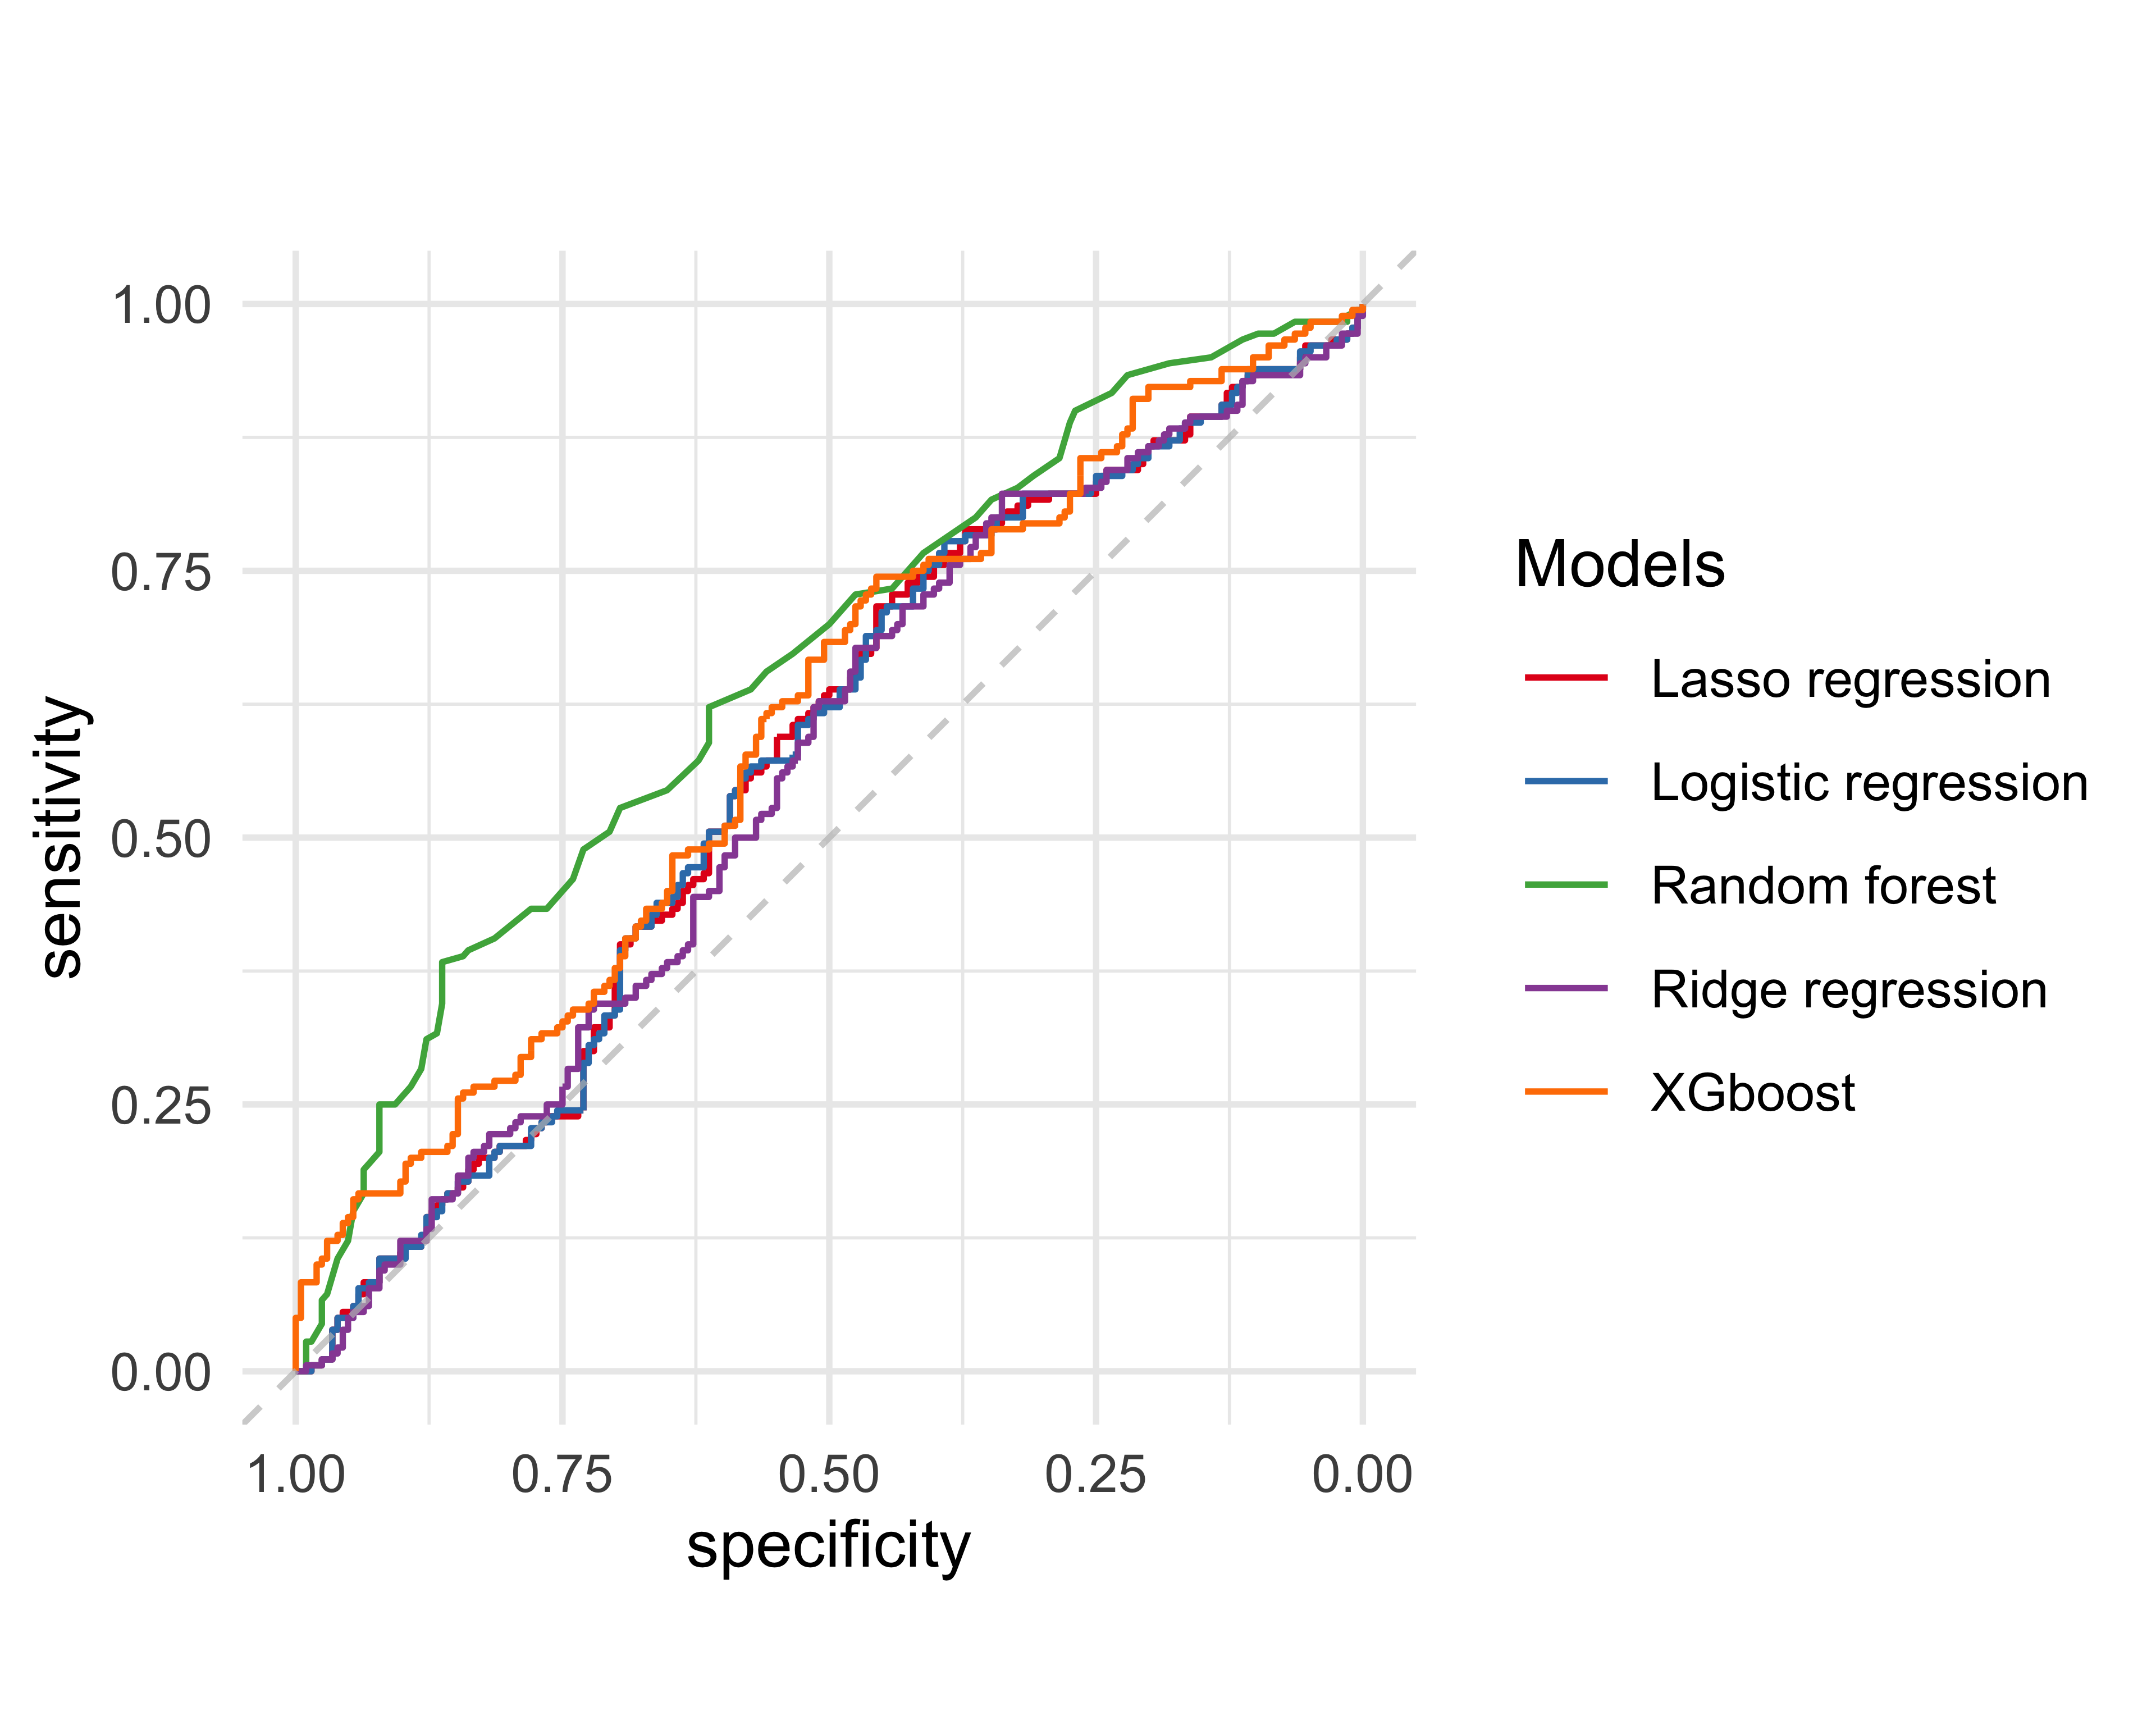 1.00
0.75
0.50
0.25
0.00
sensitivity
1.00 0.75 0.50 0.25 0.00
specificity
Models
Lasso regression
Logistic regression
Random forest
Ridge regression
XGboost